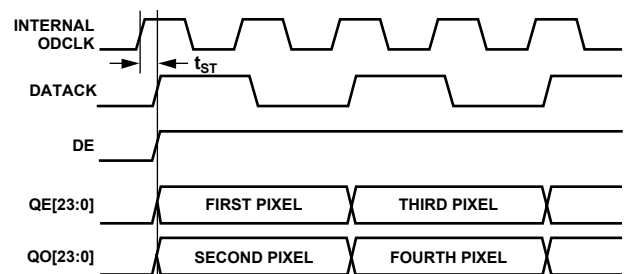 INTERNAL
ODCLK
tST
DATACK
DE
QE[23:0] FIRST PIXEL THIRD PIXEL
QO[23:0] SECOND PIXEL FOURTH PIXEL